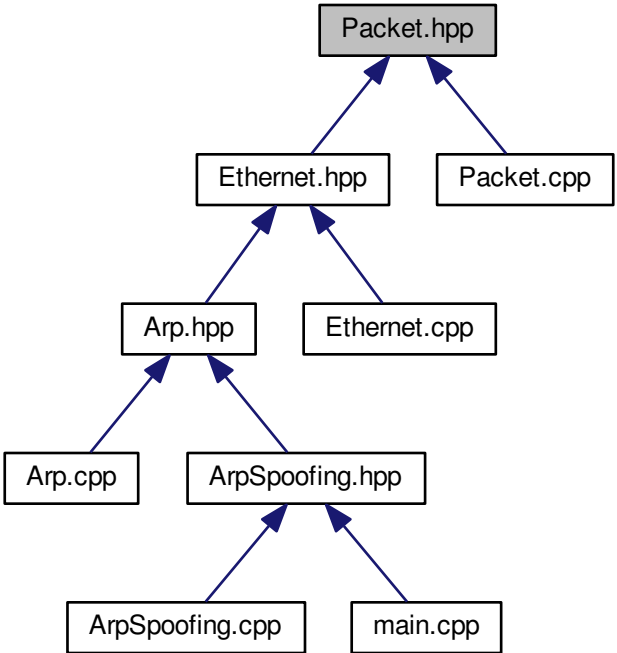 Packet.hpp
Ethernet.hpp
Packet.cpp
Arp.hpp
Ethernet.cpp
Arp.cpp
ArpSpoofing.hpp
ArpSpoofing.cpp
main.cpp